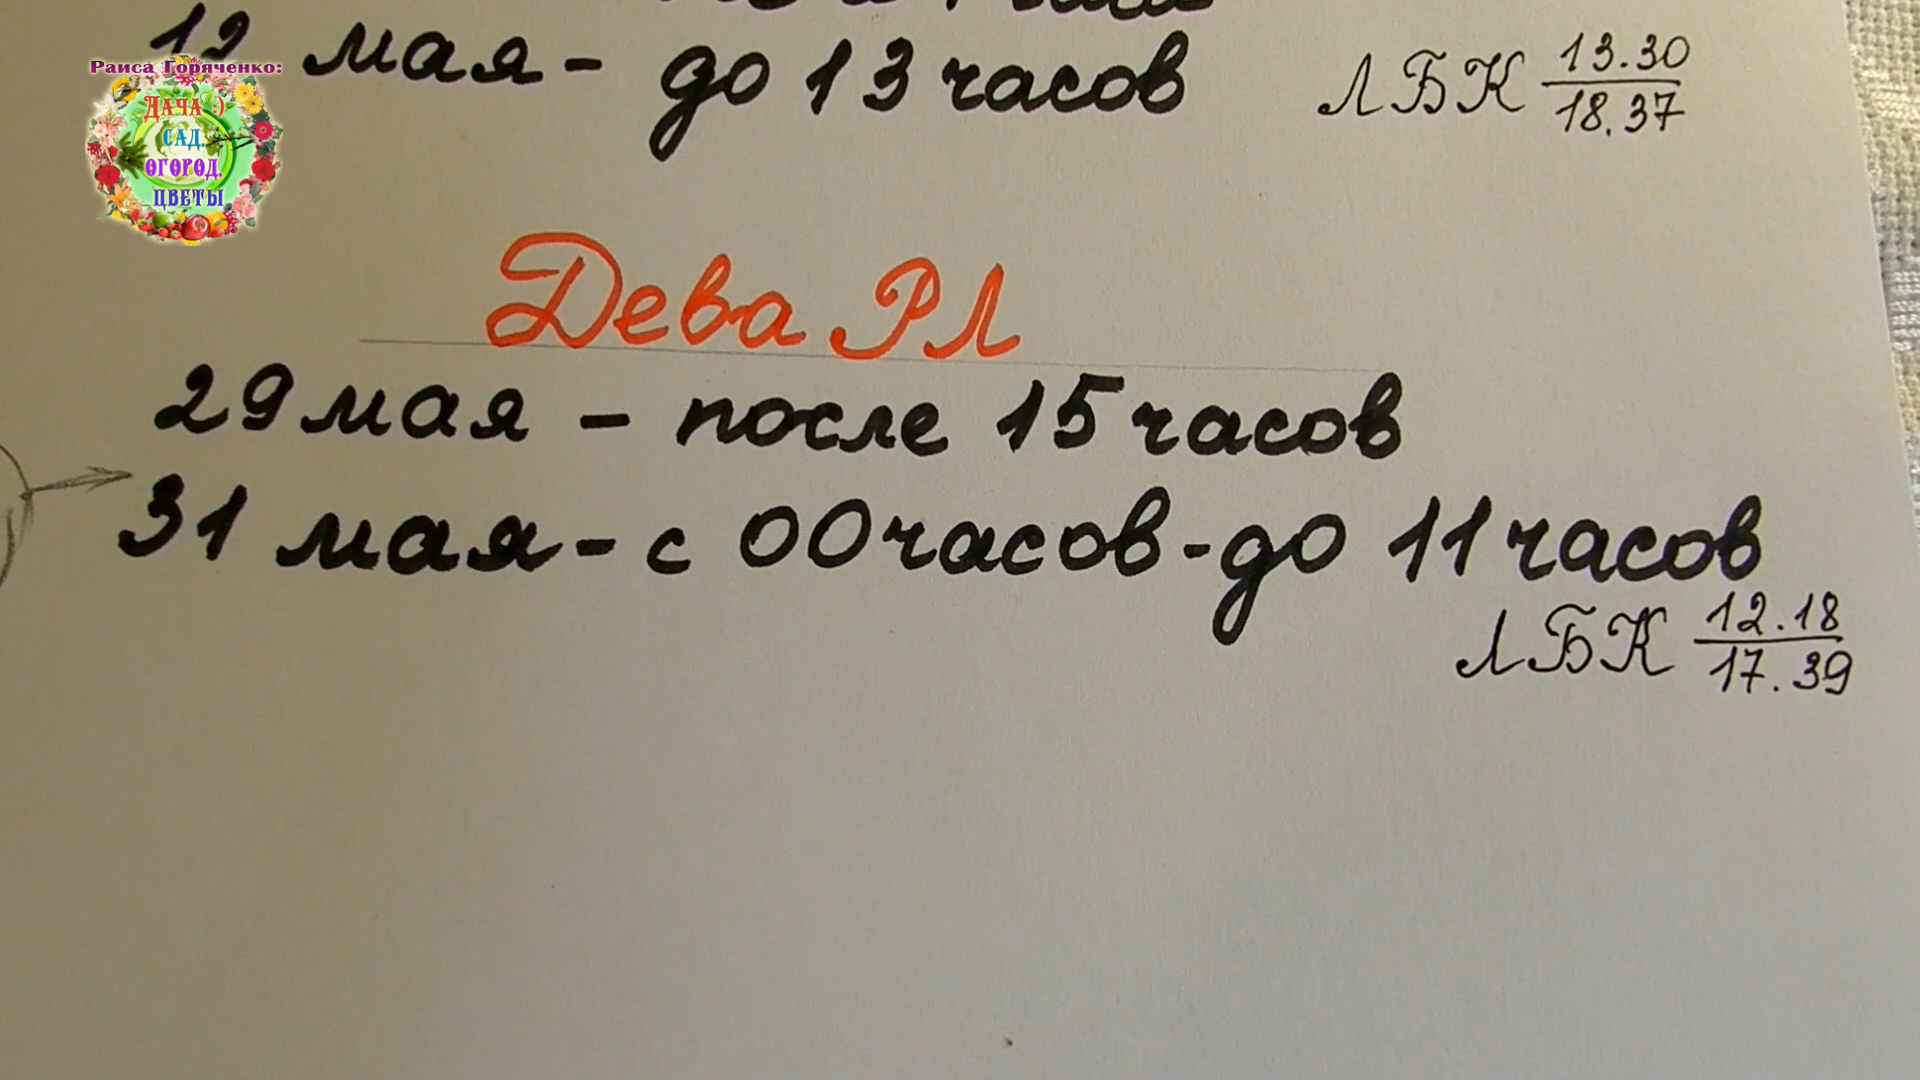 12 мая - до 13 часов
ЛБК 13.30
18.37
Раиса Горяченко:
Дача :)
сад,
огород,
цветы
Дева РЛ
29 мая - после 15 часов
31 мая - с 00 часов - до 11 часов
ЛБК 12.18
17.39